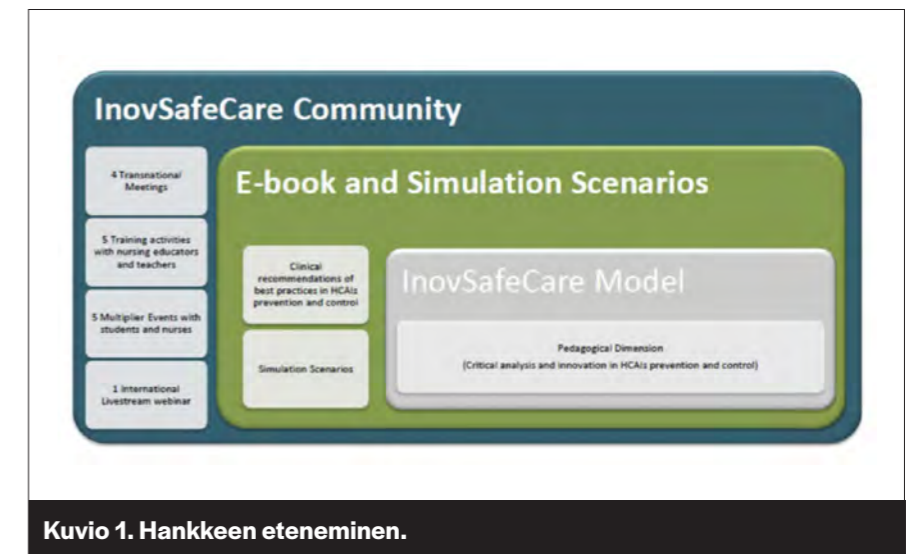 InovSafeCare Community
4 Transnational
Meetings
5 Training activities
with nursing educators
and teachers
5 Multiplier Events with
students and nurses
1 International
Livestream webinar
E-book and Simulation Scenarios
Clinical
recommendations of
best practices in HCAIs
prevention and control
Simulation Scenarios
InovSafeCare Model
Pedagogical Dimension
(Critical analysis and innovation in HCAIs prevention and control)
Kuvio 1. Hankkeen eteneminen.